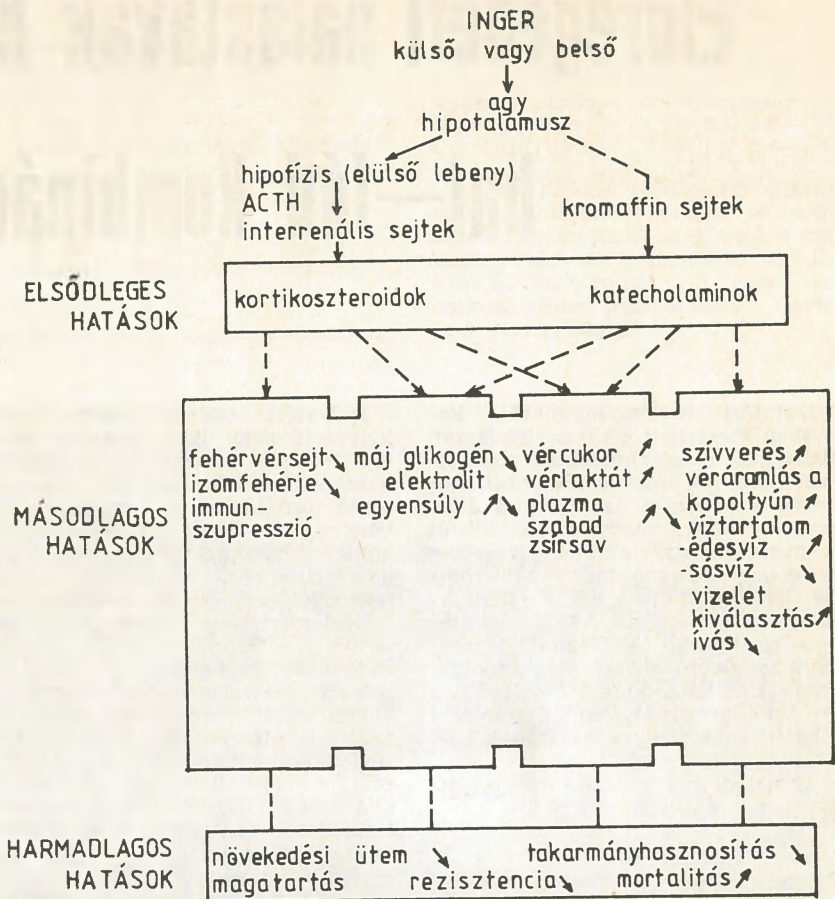 INGER
külső vagy belső
agy
hipotalamusz
hipofízis (elülső lebeny)
ACTH
interrenális sejtek
kromaffin sejtek
ELSŐDLEGES
HATÁSOK
kortikoszteroidok
katecholaminok
MÁSODLAGOS
HATÁSOK
fehérvérsejt ↘
izomfehérje ↘
immun-
szupresszió
máj glikogén ↘
elektrolit
egyensúly ↗↘
vércukor ↗
vérlaktát ↗
plazma
szabad
zsírsav ↗↘
szívverés ↗
véráramlás a
kopoltyún ↗
víztartalom
-édesvíz ↗
-sósvíz ↘
vizelet
kiválasztás ↗
ívás ↘
HARMADLAGOS
HATÁSOK
növekedési ütem ↘ takarmányhasznosítás ↘
magatartás rezisztencia ↘ mortalitás ↗